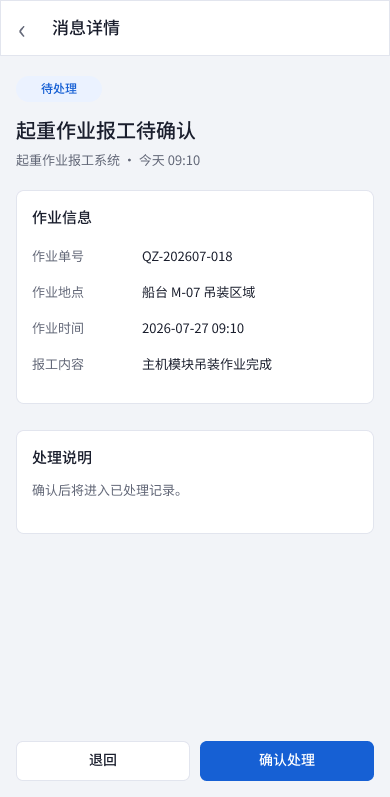 消息详情
待处理
起重作业报工待确认
起重作业报工系统 · 今天 09:10
作业信息
作业单号 QZ-202607-018
作业地点 船台 M-07 吊装区域
作业时间 2026-07-27 09:10
报工内容 主机模块吊装作业完成
处理说明
确认后将进入已处理记录。
退回 确认处理